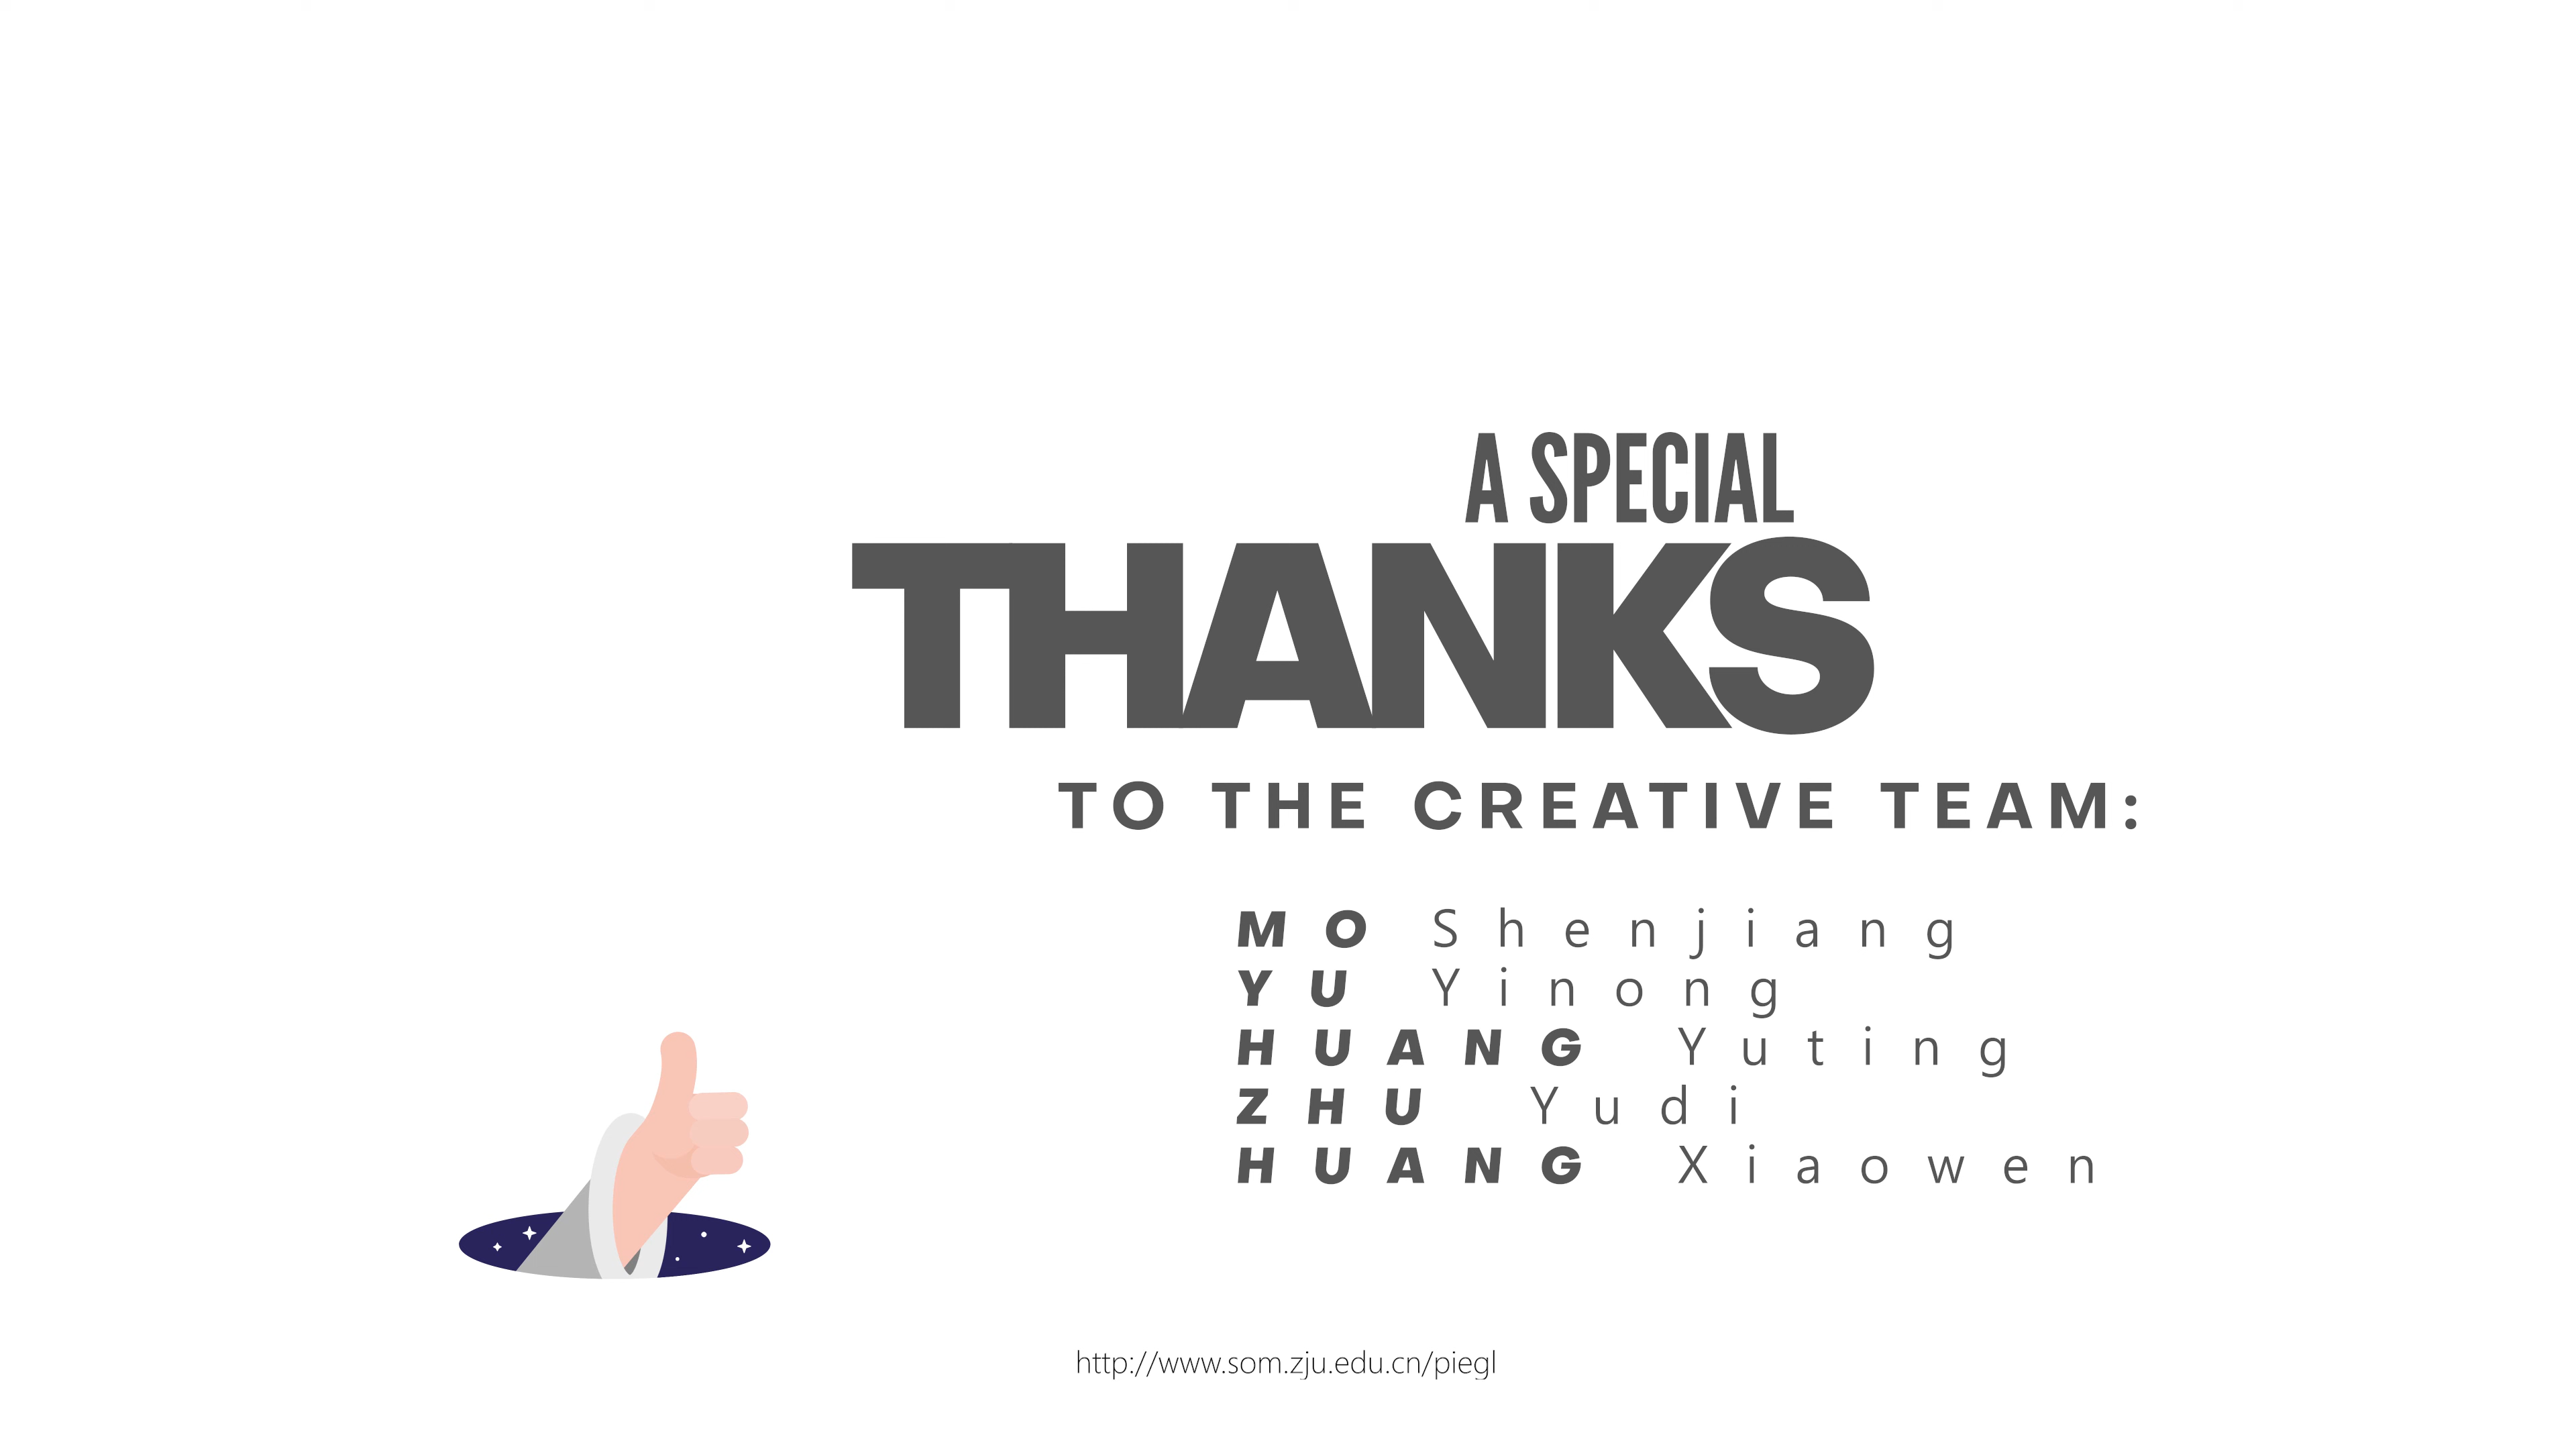 A SPECIAL
THANKS
TO THE CREATIVE TEAM:
MO Shenjiang
YU Yinong
HUANG Yuting
ZHU Yudi
HUANG Xiaowen
http://www.som.zju.edu.cn/piegl